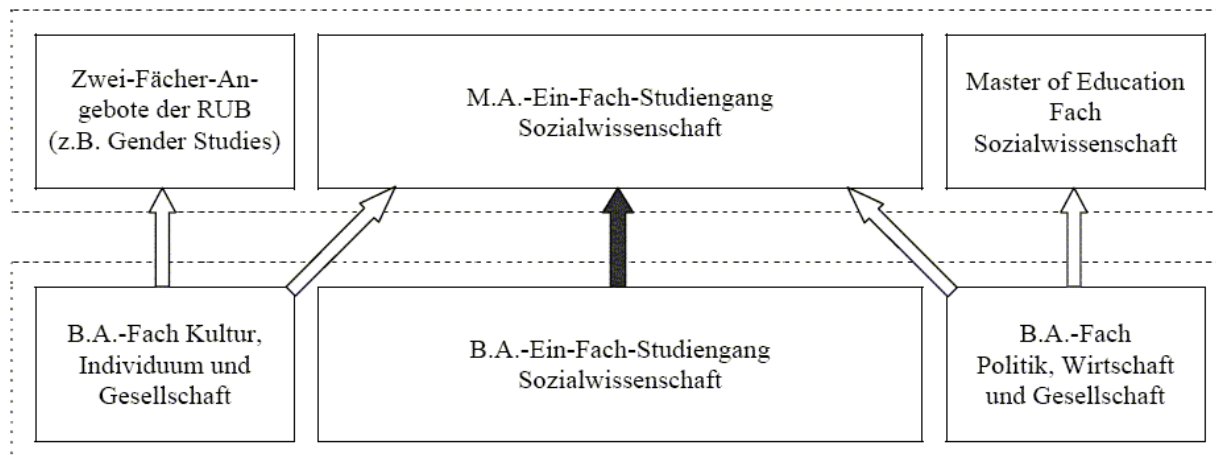 Zwei-Fächer-An-
gebote der RUB
(z.B. Gender Studies)
M.A.-Ein-Fach-Studiengang
Sozialwissenschaft
Master of Education
Fach
Sozialwissenschaft
B.A.-Fach Kultur,
Individuum und
Gesellschaft
B.A.-Ein-Fach-Studiengang
Sozialwissenschaft
B.A.-Fach
Politik, Wirtschaft
und Gesellschaft